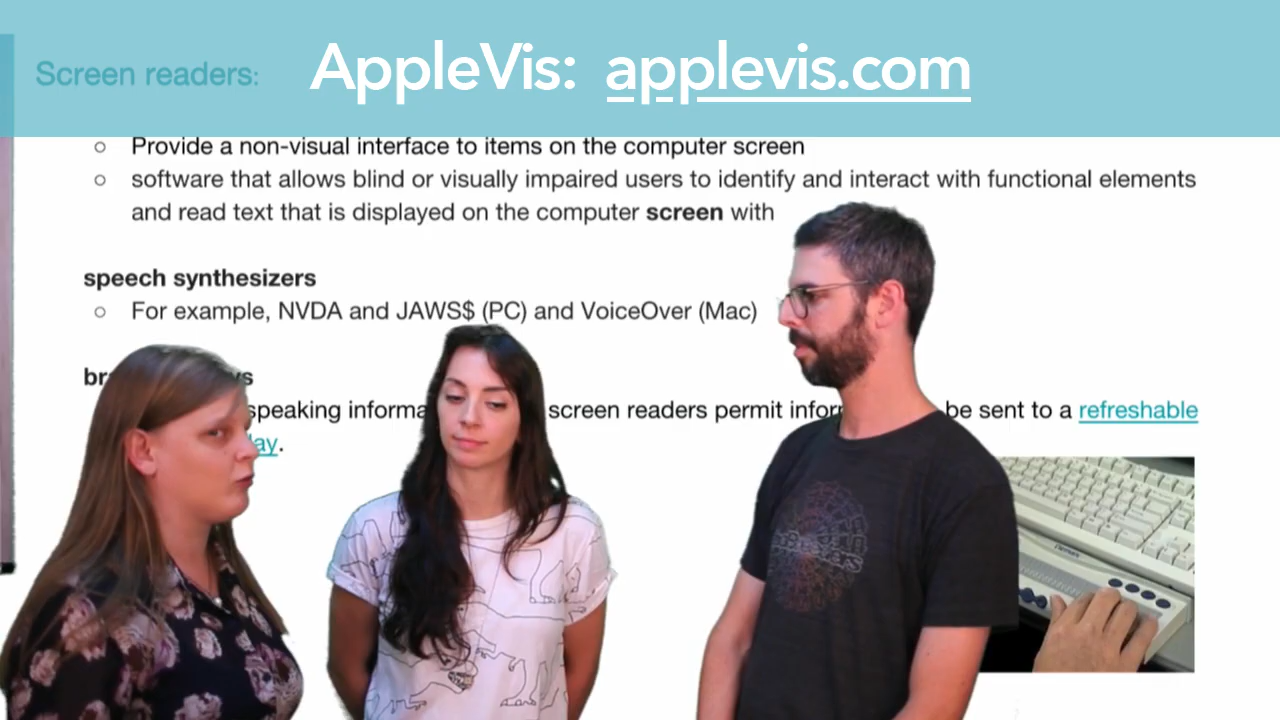 AppleVis: applevis.com
Screen readers:
Provide a non-visual interface to items on the computer screen
software that allows blind or visually impaired users to identify and interact with functional elements
and read text that is displayed on the computer screen with
speech synthesizers
For example, NVDA and JAWS$ (PC) and VoiceOver (Mac)
speaking screen readers permit be sent to a refreshable